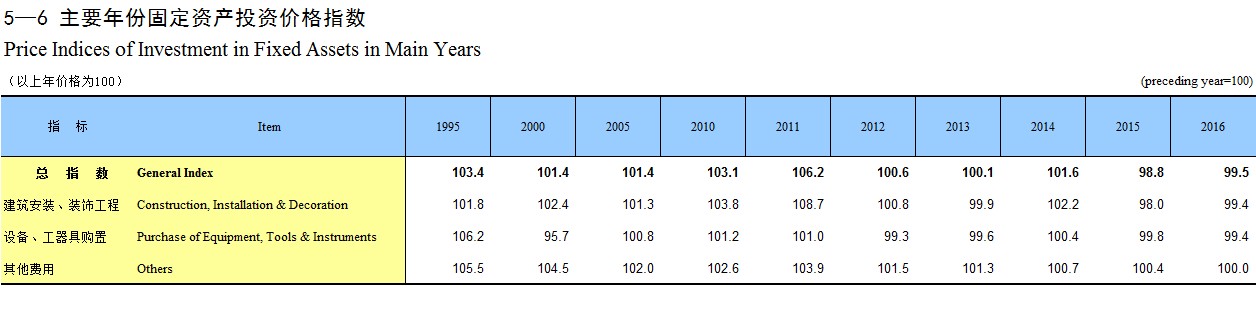 5—6 主要年份固定资产投资价格指数
Price Indices of Investment in Fixed Assets in Main Years
（以上年价格为100） (preceding year=100)
指 标 Item 1995 2000 2005 2010 2011 2012 2013 2014 2015 2016
总 指 数 General Index 103.4 101.4 101.4 103.1 106.2 100.6 100.1 101.6 98.8 99.5
建筑安装、装饰工程 Construction, Installation & Decoration 101.8 102.4 101.3 103.8 108.7 100.8 99.9 102.2 98.0 99.4
设备、工器具购置 Purchase of Equipment, Tools & Instruments 106.2 95.7 100.8 101.2 101.0 99.3 99.6 100.4 99.8 99.4
其他费用 Others 105.5 104.5 102.0 102.6 103.9 101.5 101.3 100.7 100.4 100.0